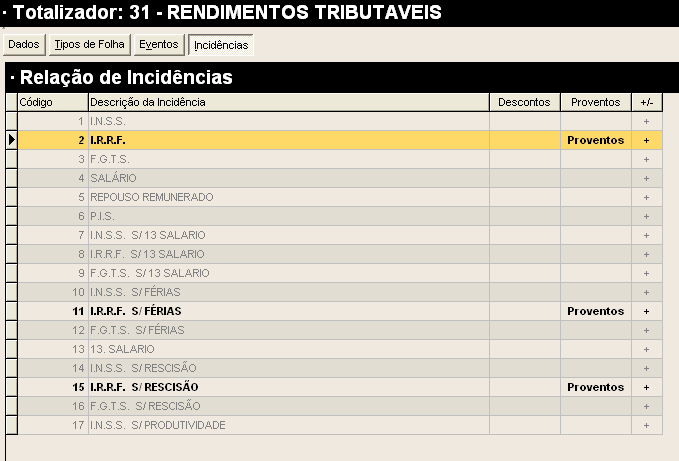 · Totalizador: 31 - RENDIMENTOS TRIBUTAVEIS
Dados Tipos de Folha Eventos Incidências
· Relação de Incidências
Código Descrição da Incidência Descontos Proventos +/-
1 I.N.S.S. +
2 I.R.R.F. Proventos +
3 F.G.T.S. +
4 SALÁRIO +
5 REPOUSO REMUNERADO +
6 P.I.S. +
7 I.N.S.S. S/ 13 SALARIO +
8 I.R.R.F. S/ 13 SALARIO +
9 F.G.T.S. S/ 13 SALARIO +
10 I.N.S.S. S/ FÉRIAS +
11 I.R.R.F. S/ FÉRIAS Proventos +
12 F.G.T.S. S/ FÉRIAS +
13 13. SALARIO +
14 I.N.S.S. S/ RESCISÃO +
15 I.R.R.F. S/ RESCISÃO Proventos +
16 F.G.T.S. S/ RESCISÃO +
17 I.N.S.S. S/ PRODUTIVIDADE +